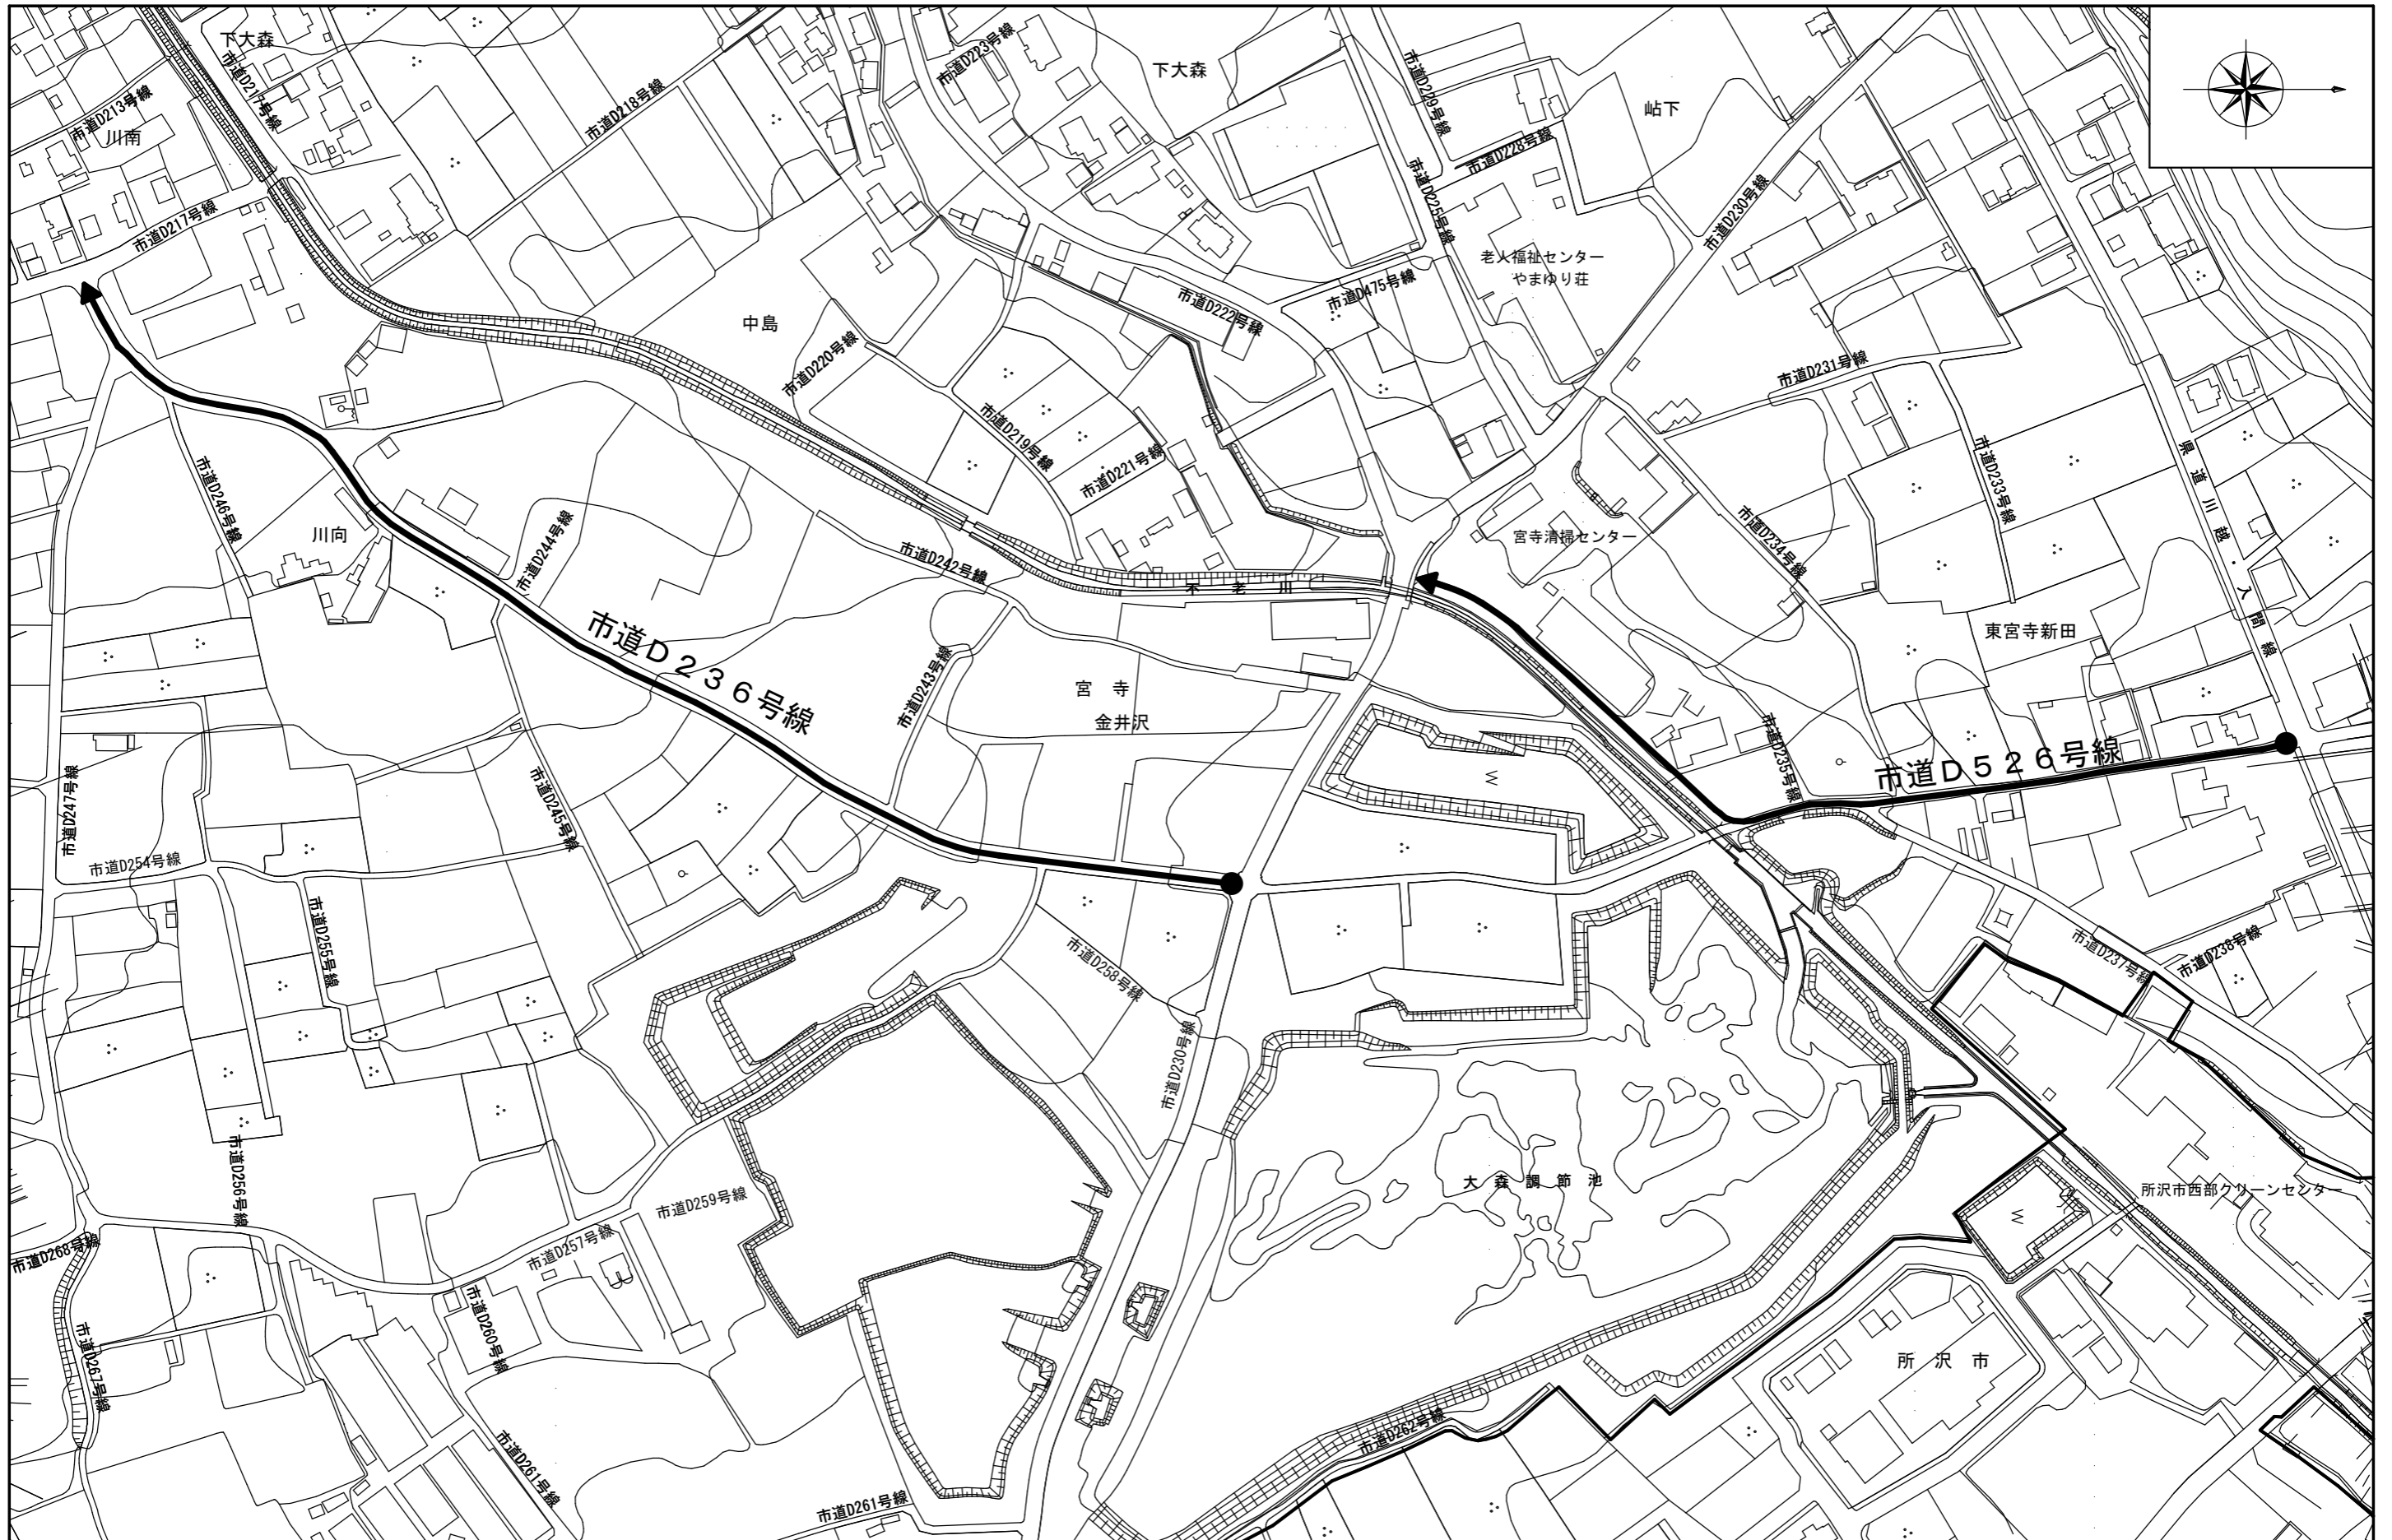 下大森
市道D217号線
市道D213号線
川南
市道D217号線
市道D218号線
市道D223号線
下大森
市道D229号線
市道D228号線
岾下
市道D225号線
市道D230号線
老人福祉センター
やまゆり荘
市道D475号線
市道D222号線
中島
市道D220号線
市道D219号線
市道D221号線
市道D231号線
市道D233号線
県道川越・入間線
市道D234号線
宮寺清掃センター
東宮寺新田
市道D246号線
川向
市道D244号線
市道D242号線
不老川
市道D236号線
市道D243号線
宮寺
金井沢
W
市道D235号線
市道D526号線
市道D247号線
市道D245号線
市道D254号線
市道D255号線
市道D258号線
市道D237号線
市道D238号線
市道D230号線
市道D256号線
市道D259号線
大森調節池
所沢市西部クリーンセンター
W
市道D268号線
市道D257号線
市道D260号線
市道D267号線
所沢市
市道D262号線
市道D261号線
市道D261号線